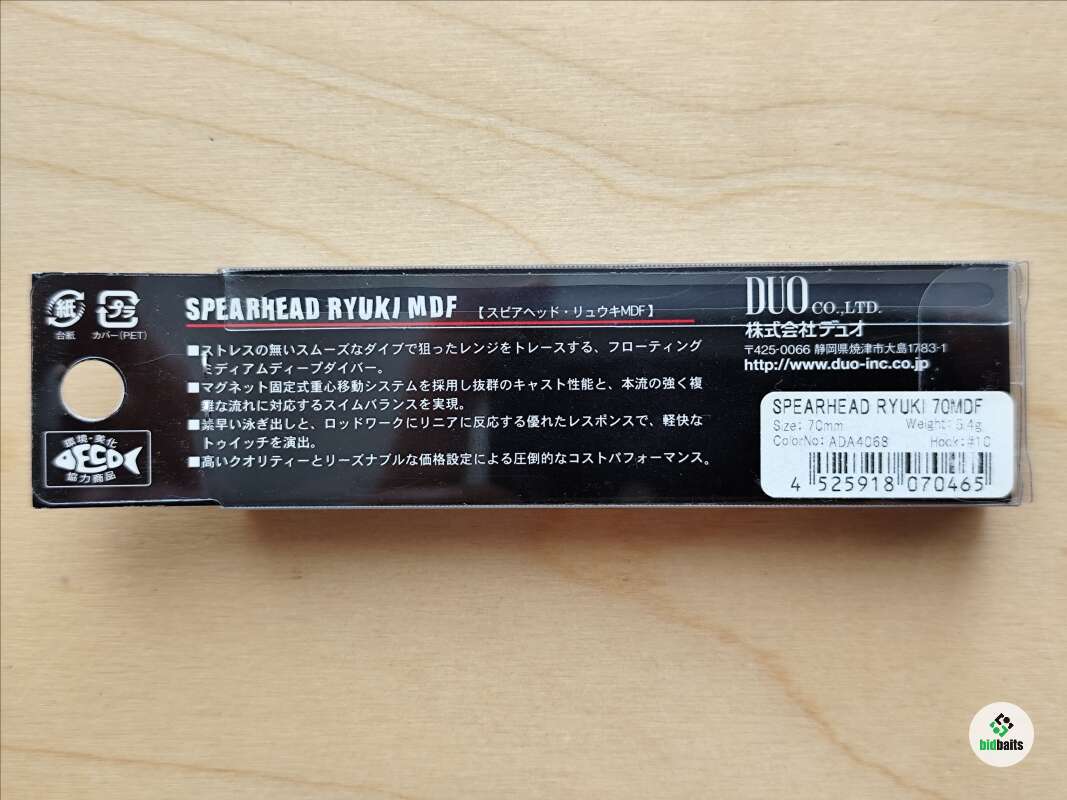 紙
台紙
プラ
カバー(PET)
SPEARHEAD RYUKI MDF 【スピアヘッド・リュウキMDF】
■ストレスの無いスムーズなダイブで狙ったレンジをトレースする、フローティング
ミディアムディープダイバー。
■マグネット固定式重心移動システムを採用し抜群のキャスト性能と、本流の強く複
雑な流れに対応するスイムバランスを実現。
■素早い泳ぎ出しと、ロッドワークにリニアに反応する優れたレスポンスで、軽快な
トゥイッチを演出。
■高いクオリティーとリーズナブルな価格設定による圧倒的なコストパフォーマンス。
環境・美化
ECO
協力商品
DUO CO.,LTD.
株式会社デュオ
〒425-0066 静岡県焼津市大島1783-1
http://www.duo-inc.co.jp
SPEARHEAD RYUKI 70MDF
Size: 70mm Weight: 5.4g
ColorNo: ADA4068 Hook:#10
4 525918 070465
bidbaits